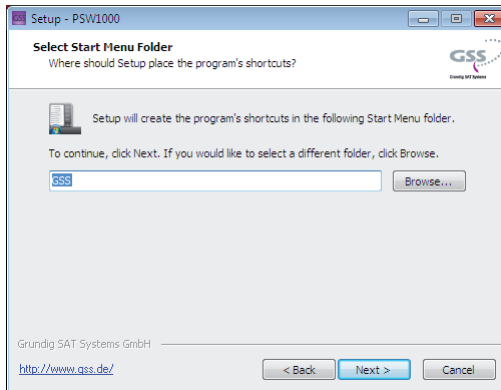 Setup - PSW1000
Select Start Menu Folder
Where should Setup place the program's shortcuts?
GSS
Grundig SAT Systems
Setup will create the program's shortcuts in the following Start Menu folder.
To continue, click Next. If you would like to select a different folder, click Browse.
GSS
Browse...
Grundig SAT Systems GmbH
http://www.gss.de/
< Back
Next >
Cancel